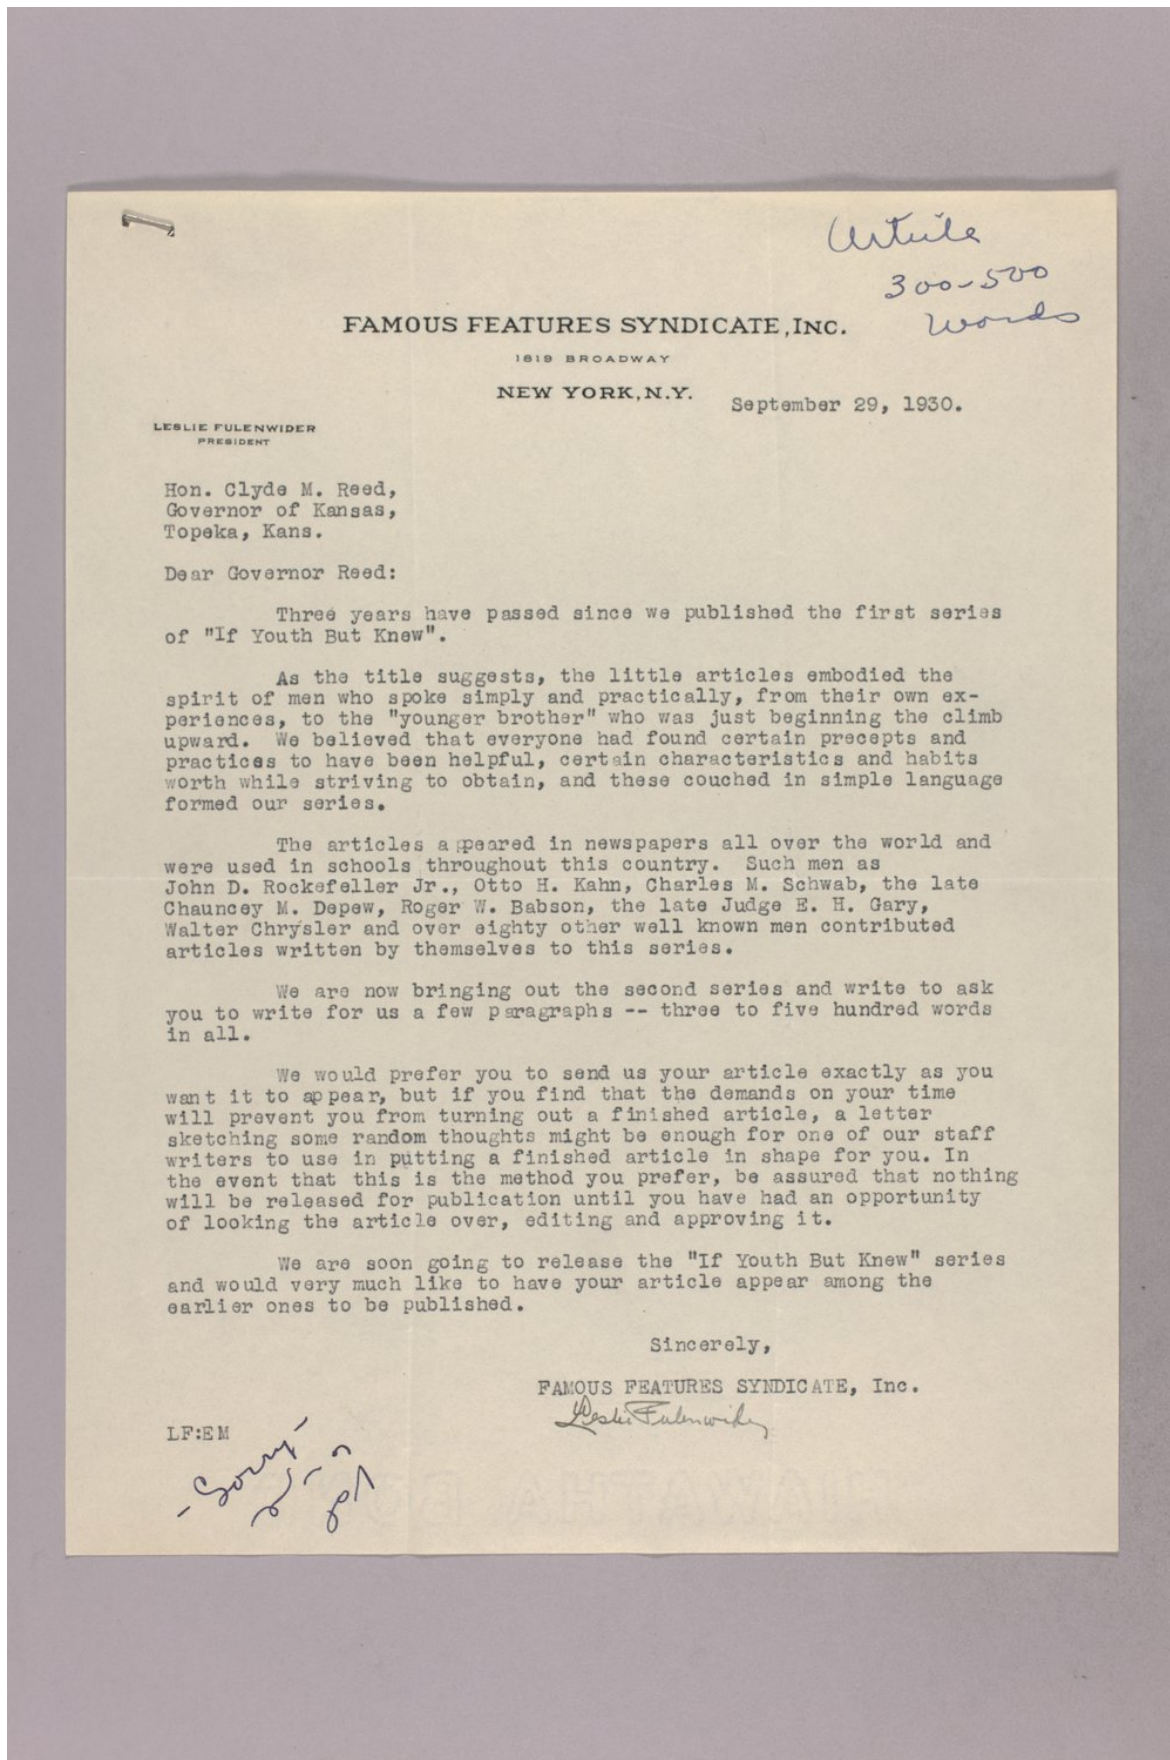 Article
300-500
Words
FAMOUS FEATURES SYNDICATE, INC.
1819 BROADWAY
NEW YORK, N.Y.
September 29, 1930.
LESLIE FULENWIDER
PRESIDENT
Hon. Clyde M. Reed,
Governor of Kansas,
Topeka, Kans.
Dear Governor Reed:
Three years have passed since we published the first series
of "If Youth But Knew".
As the title suggests, the little articles embodied the
spirit of men who spoke simply and practically, from their own ex-
periences, to the "younger brother" who was just beginning the climb
upward. We believed that everyone had found certain precepts and
practices to have been helpful, certain characteristics and habits
worth while striving to obtain, and these couched in simple language
formed our series.
The articles appeared in newspapers all over the world and
were used in schools throughout this country. Such men as
John D. Rockefeller Jr., Otto H. Kahn, Charles M. Schwab, the late
Chauncey M. Depew, Roger W. Babson, the late Judge E. H. Gary,
Walter Chrysler and over eighty other well known men contributed
articles written by themselves to this series.
We are now bringing out the second series and write to ask
you to write for us a few paragraphs -- three to five hundred words
in all.
We would prefer you to send us your article exactly as you
want it to appear, but if you find that the demands on your time
will prevent you from turning out a finished article, a letter
sketching some random thoughts might be enough for one of our staff
writers to use in putting a finished article in shape for you. In
the event that this is the method you prefer, be assured that nothing
will be released for publication until you have had an opportunity
of looking the article over, editing and approving it.
We are soon going to release the "If Youth But Knew" series
and would very much like to have your article appear among the
earlier ones to be published.
Sincerely,
FAMOUS FEATURES SYNDICATE, Inc.
Leslie Fulenwider
LF:EM
-Sorry-